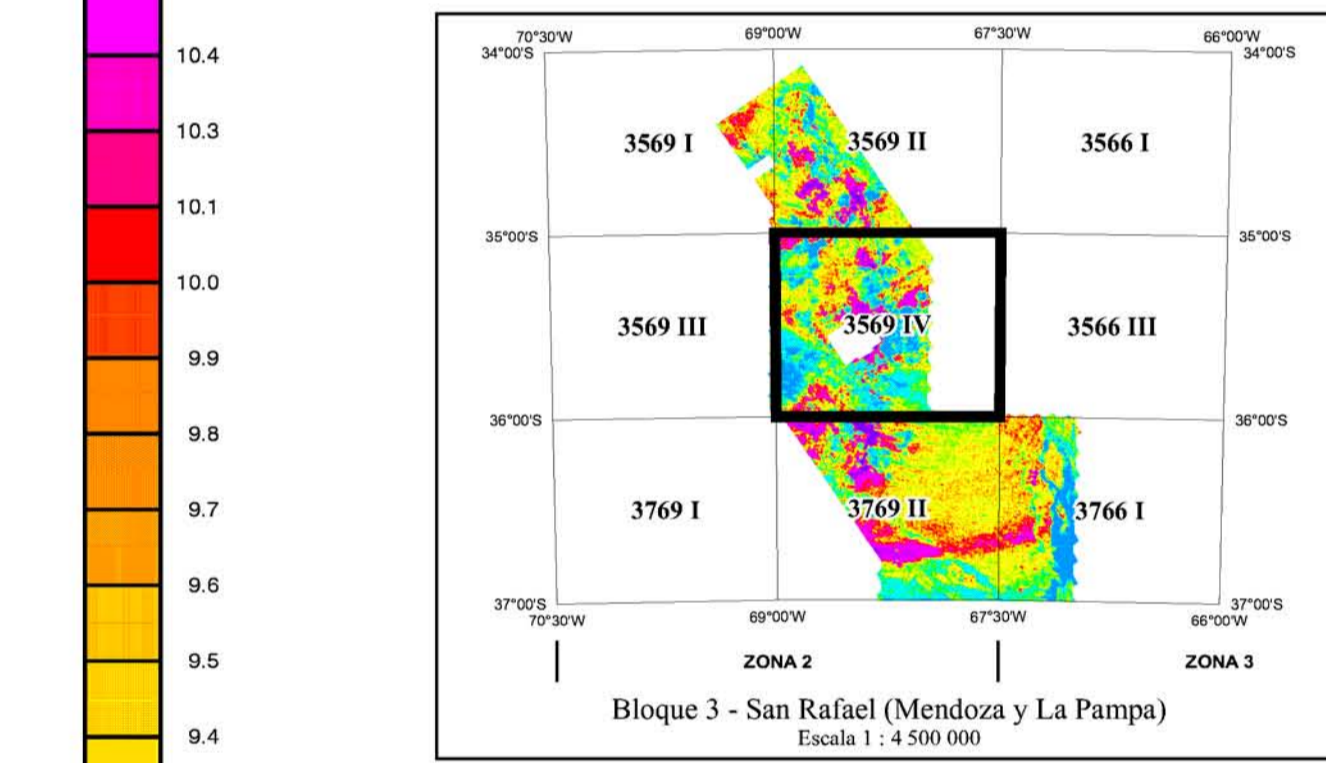 10.4
10.3
10.1
10.0
9.9
9.8
9.7
9.6
9.5
9.4
70°30'W 69°00'W 67°30'W 66°00'W
34°00'S 34°00'S
3569 I 3569 II 3566 I
35°00'S 35°00'S
3569 III 3569 IV 3566 III
36°00'S 36°00'S
3769 I 3769 II 3766 I
37°00'S 37°00'S
70°30'W 69°00'W 67°30'W 66°00'W
ZONA 2 ZONA 3
Bloque 3 - San Rafael (Mendoza y La Pampa)
Escala 1 : 4 500 000